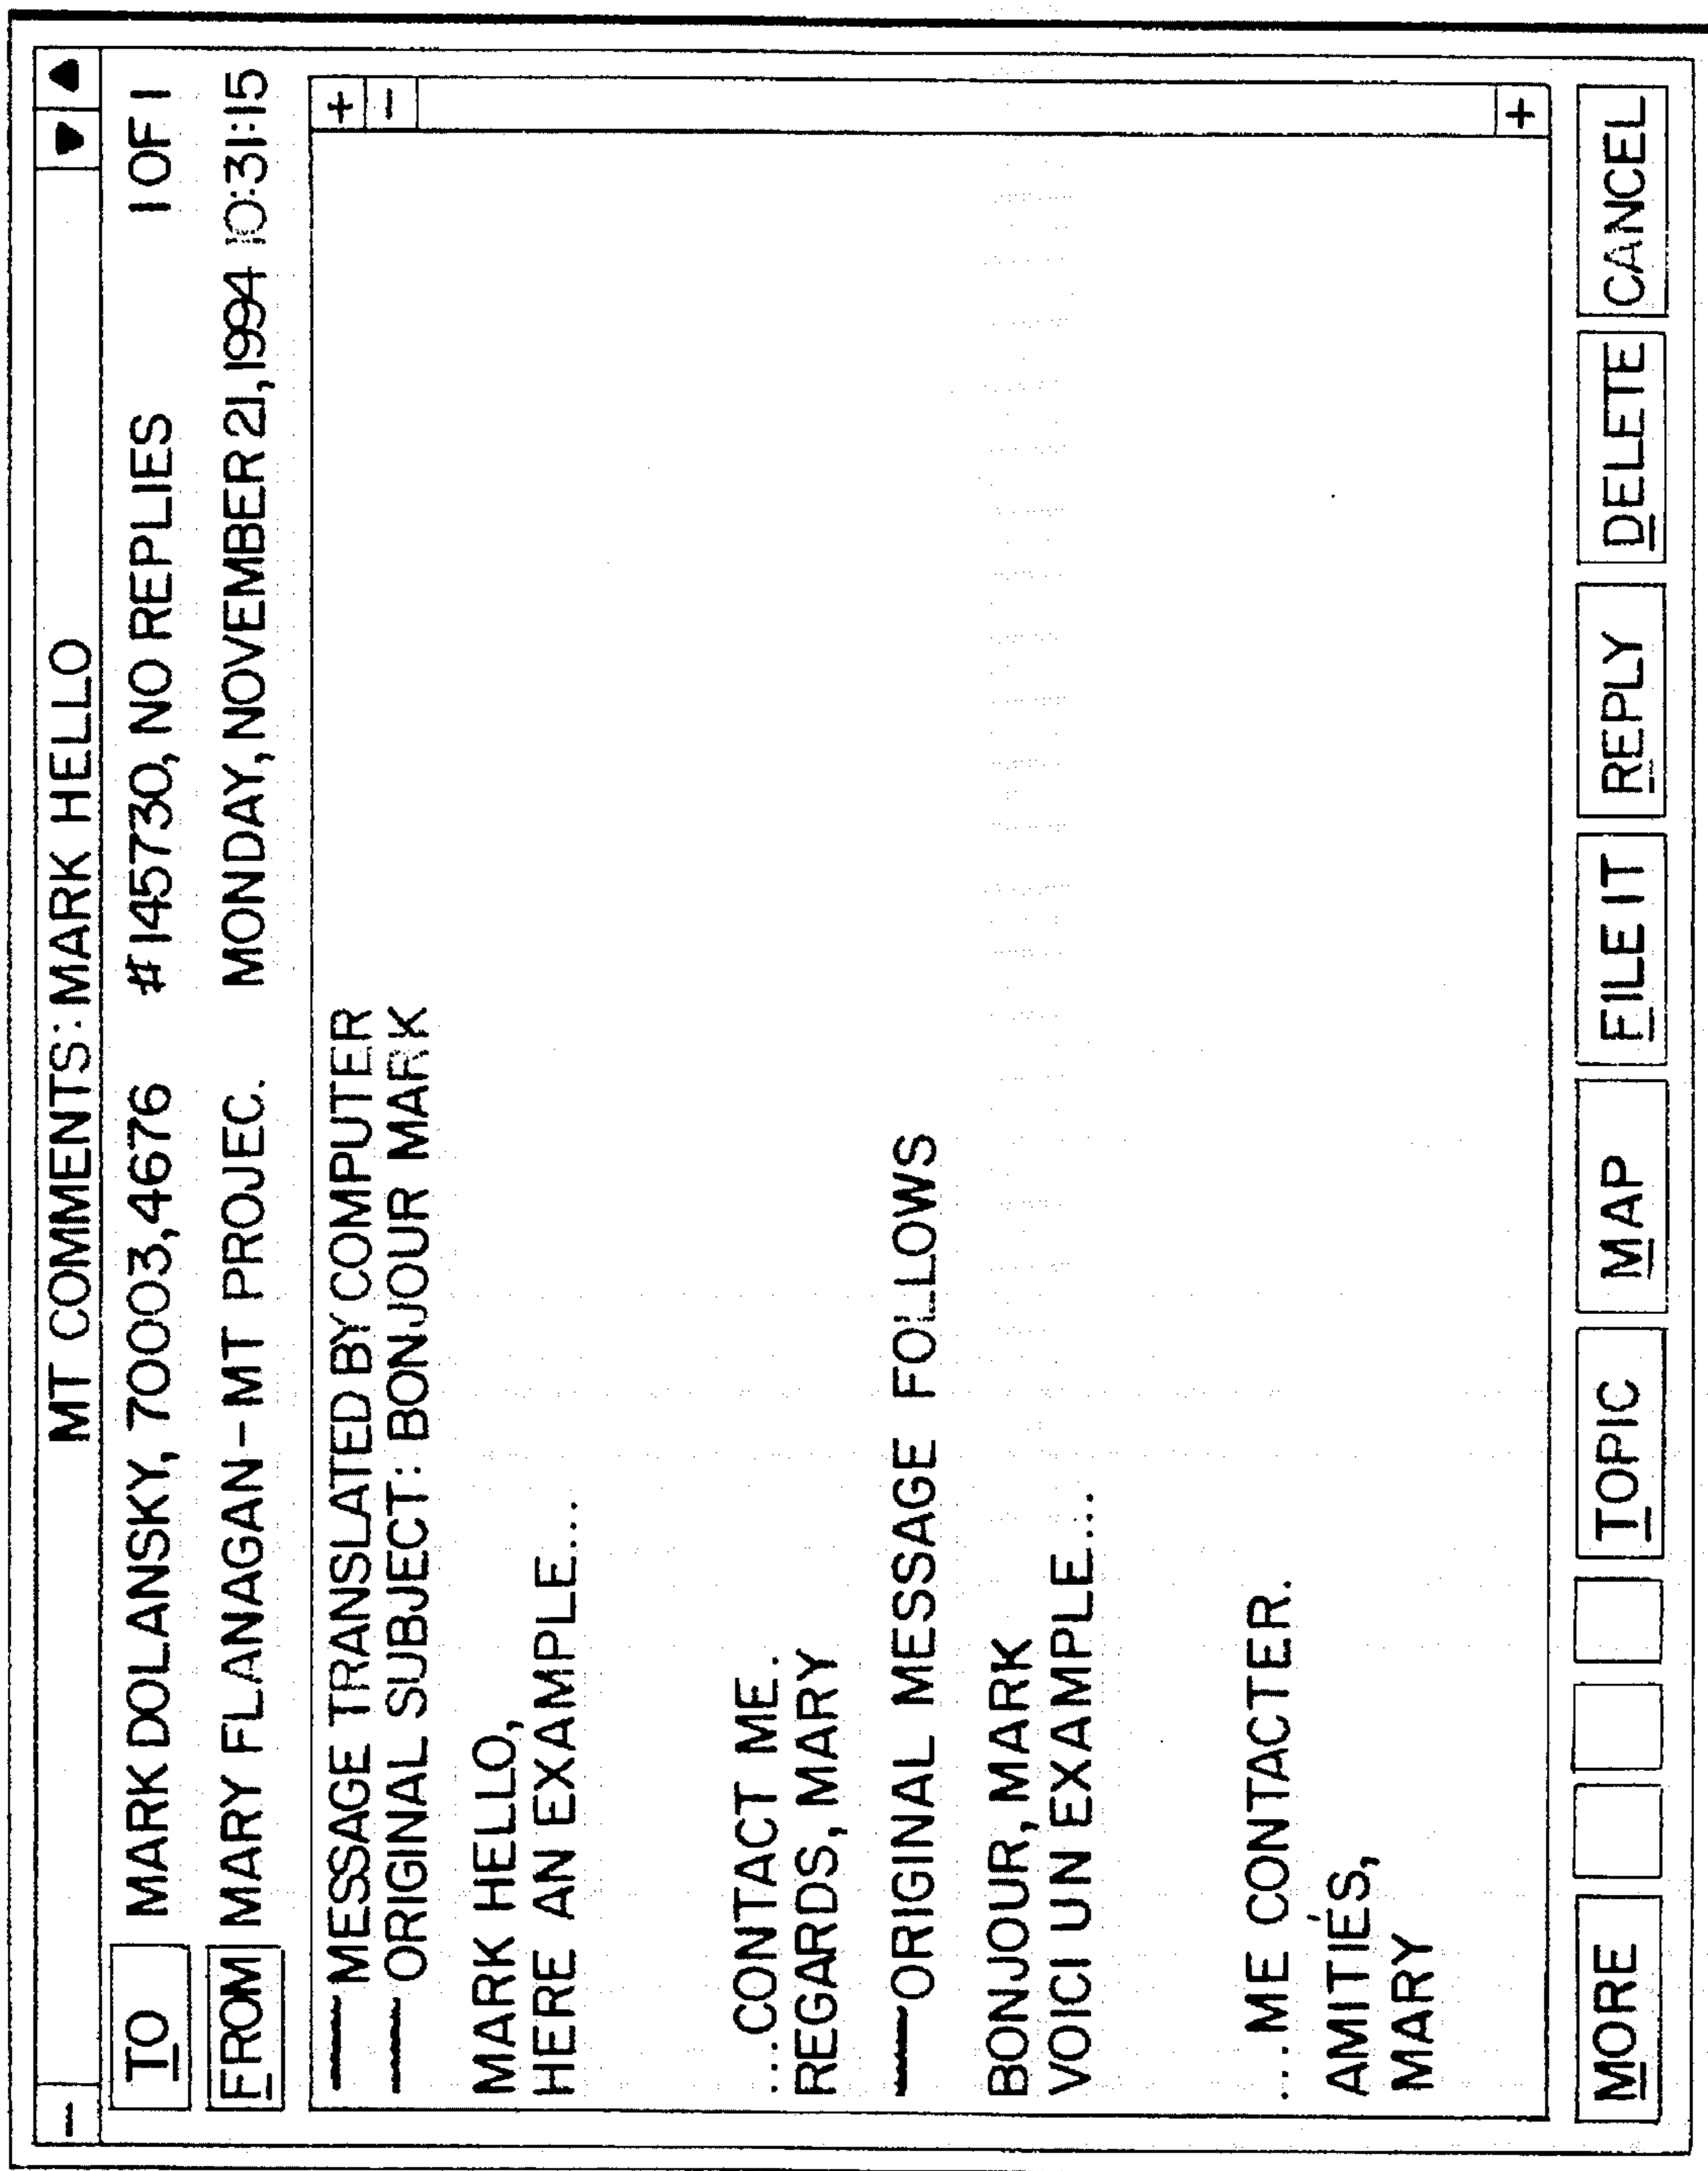 MT COMMENTS: MARK HELLO
TO MARK DOLANSKY, 70003,4676 #145730, NO REPLIES 1 OF 1
FROM MARY FLANAGAN-MT PROJEC. MONDAY, NOVEMBER 21, 1994 10:31:15
— MESSAGE TRANSLATED BY COMPUTER
— ORIGINAL SUBJECT: BONJOUR MARK
MARK HELLO,
HERE AN EXAMPLE...
...CONTACT ME.
REGARDS, MARY
— ORIGINAL MESSAGE FOLLOWS
BONJOUR, MARK
VOICI UN EXAMPLE...
...ME CONTACTER.
AMITIÉS,
MARY
MORE TOPIC MAP FILE IT REPLY DELETE CANCEL